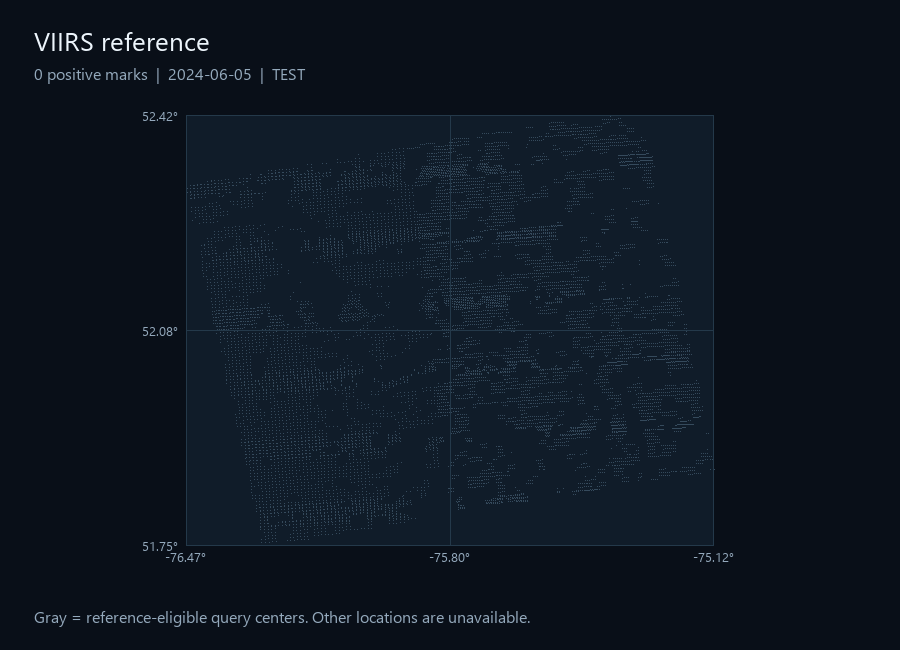 VIIRS reference
0 positive marks | 2024-06-05 | TEST
52.42°
52.08°
51.75°
-76.47° -75.80° -75.12°
Gray = reference-eligible query centers. Other locations are unavailable.